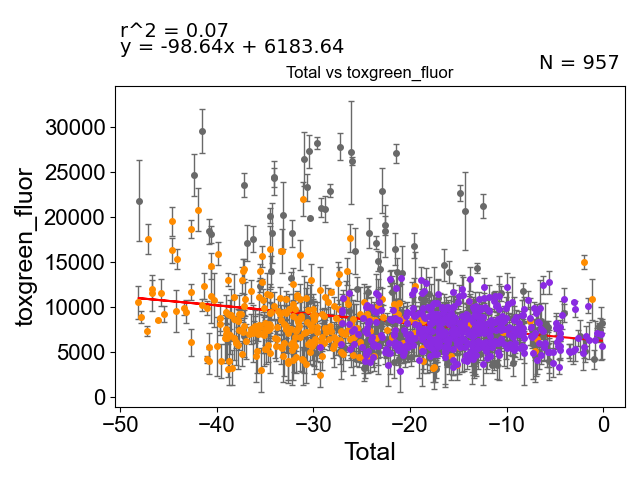 r^2 = 0.07
y = -98.64x + 6183.64
N = 957
Total vs toxgreen_fluor
toxgreen_fluor
30000
25000
20000
15000
10000
5000
0
−50
−40
−30
−20
−10
0
Total